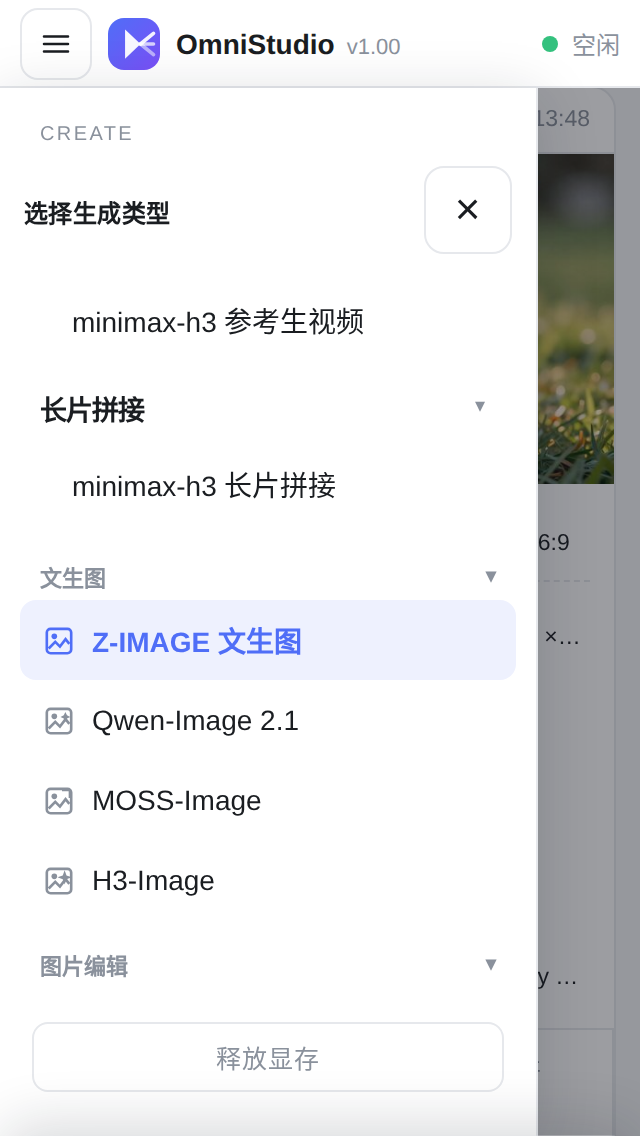 OmniStudio v1.00
空闲
CREATE
13:48
选择生成类型
✕
minimax-h3 参考生视频
长片拼接 ▼
minimax-h3 长片拼接
6:9
文生图 ▼
Z-IMAGE 文生图
×...
Qwen-Image 2.1
MOSS-Image
H3-Image
图片编辑 ▼
y ...
释放显存